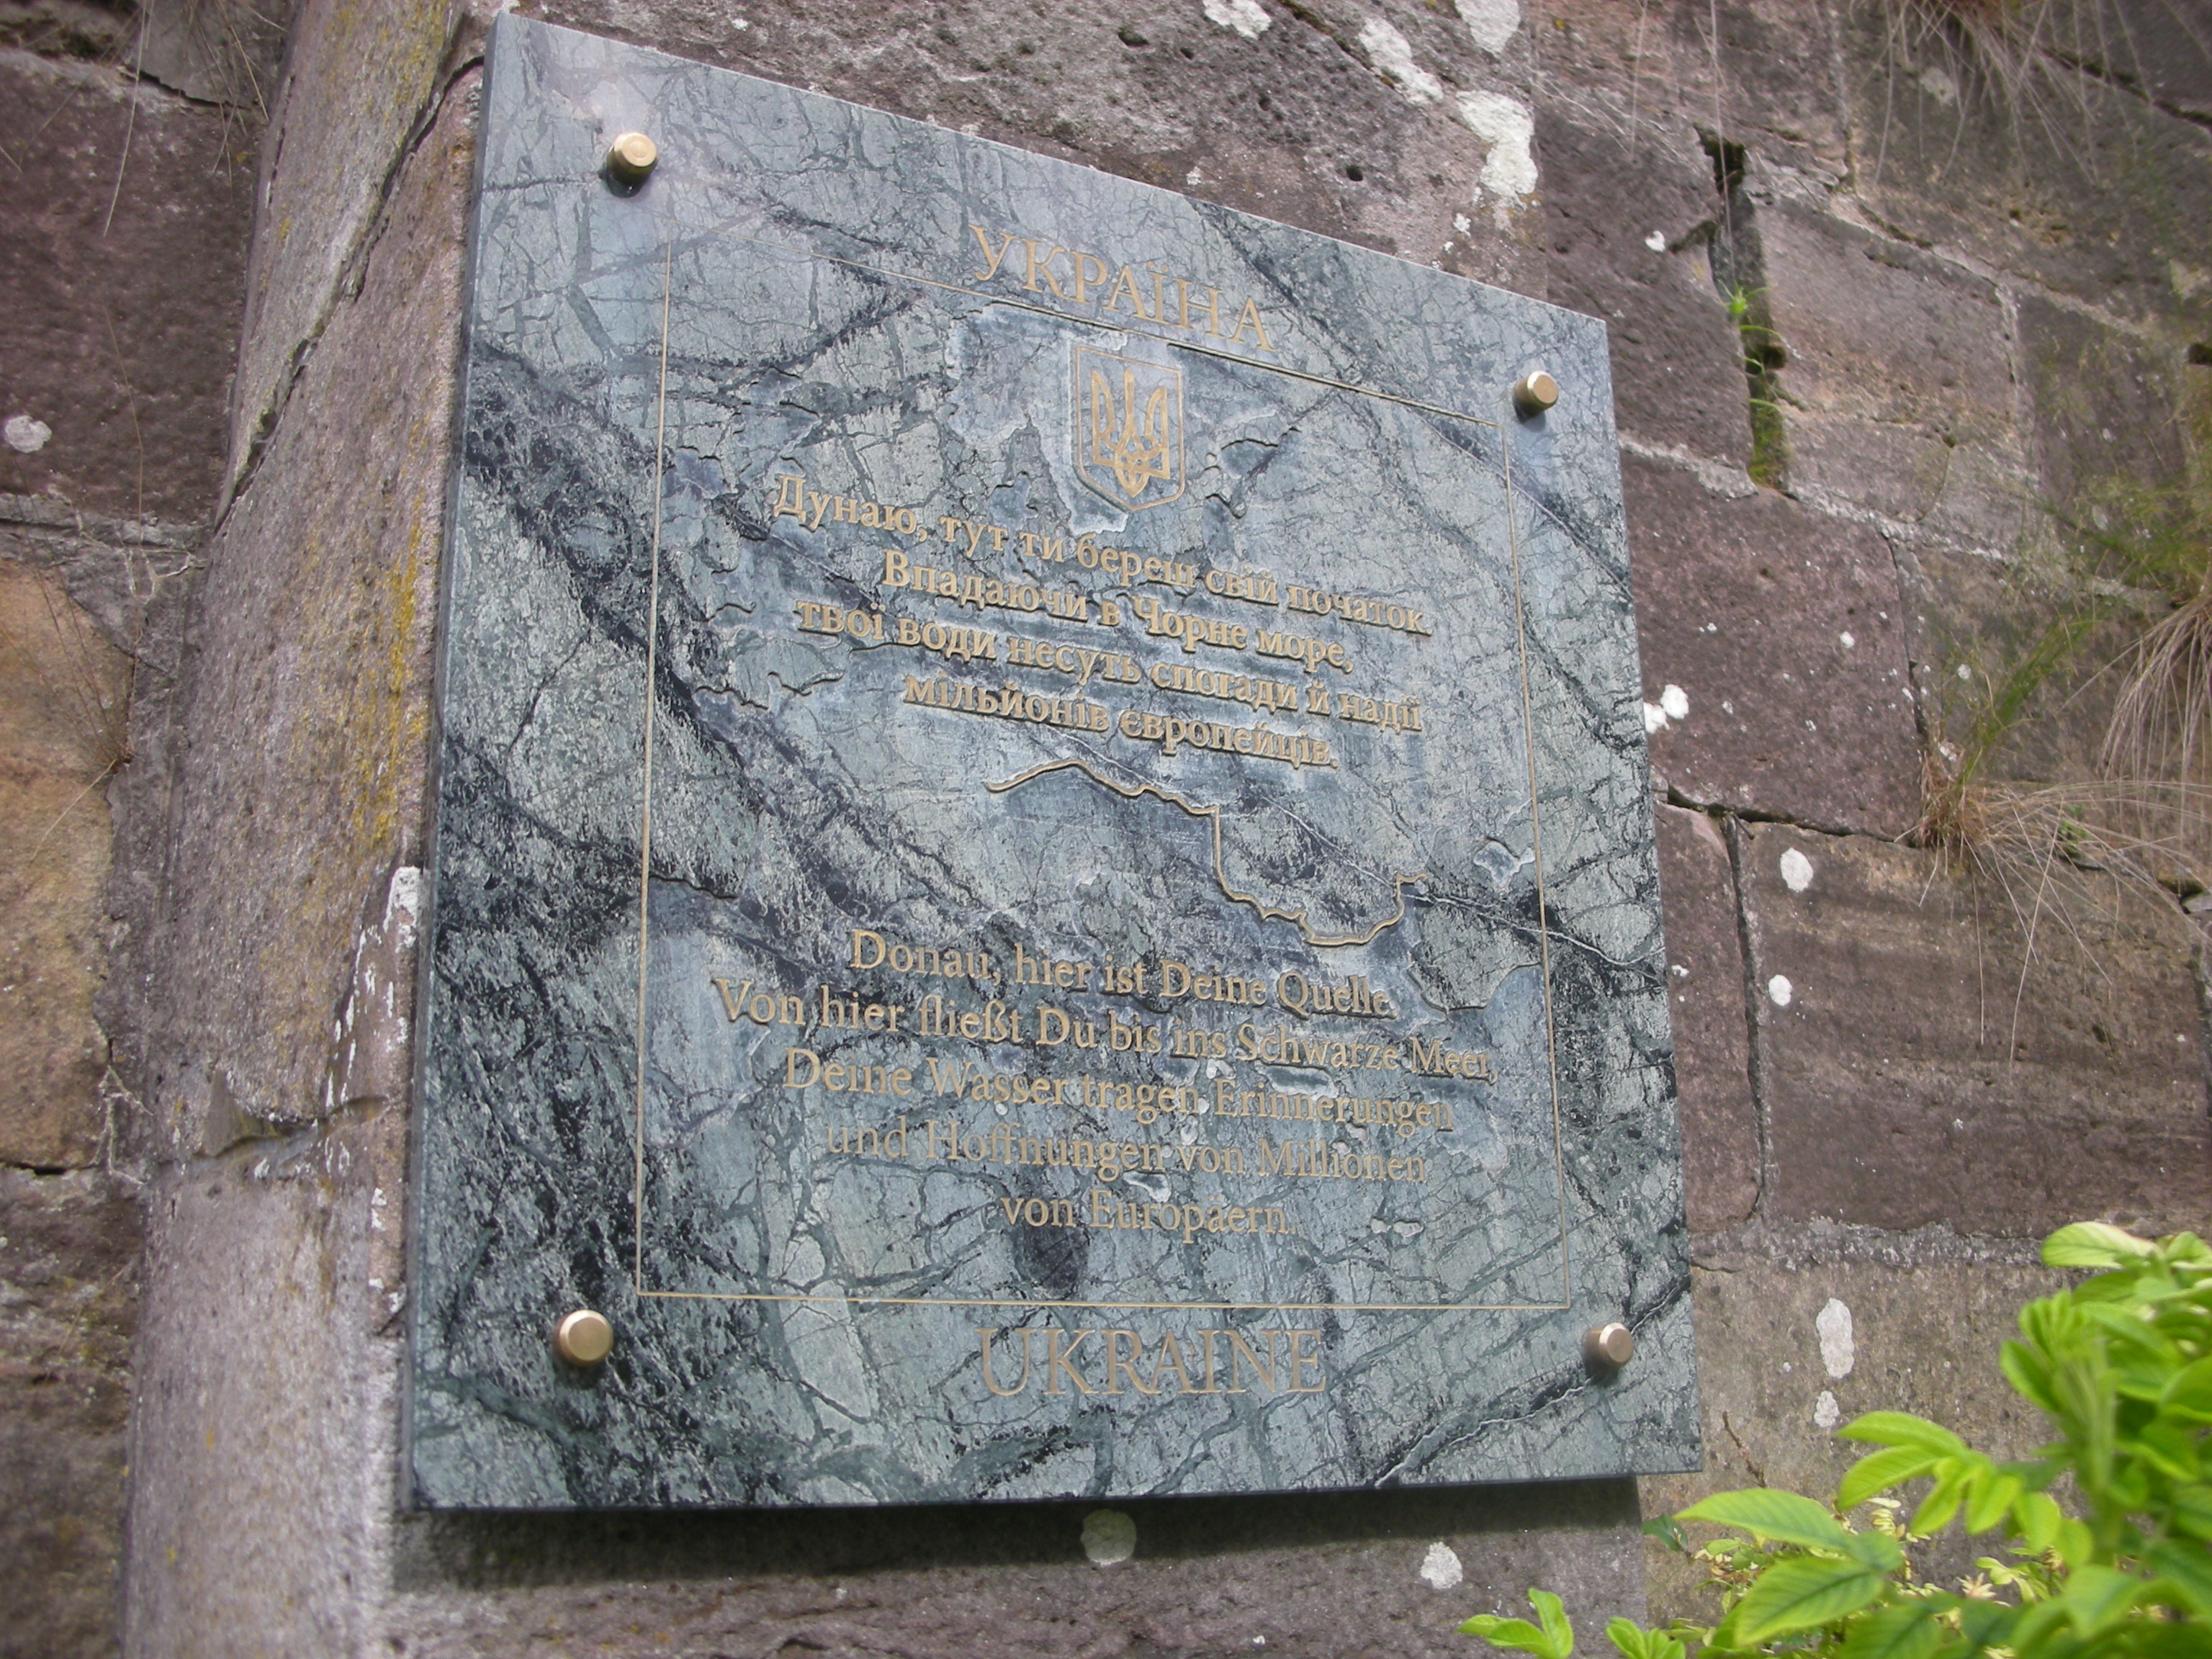 УКРАЇНА
Дунаю, тут ти береш свій початок.
Впадаючи в Чорне море,
твої води несуть спогади й надії
мільйонів європейців.
Donau, hier ist Deine Quelle.
Von hier fließt Du bis ins Schwarze Meer,
Deine Wasser tragen Erinnerungen
und Hoffnungen von Millionen
von Europäern.
UKRAINE